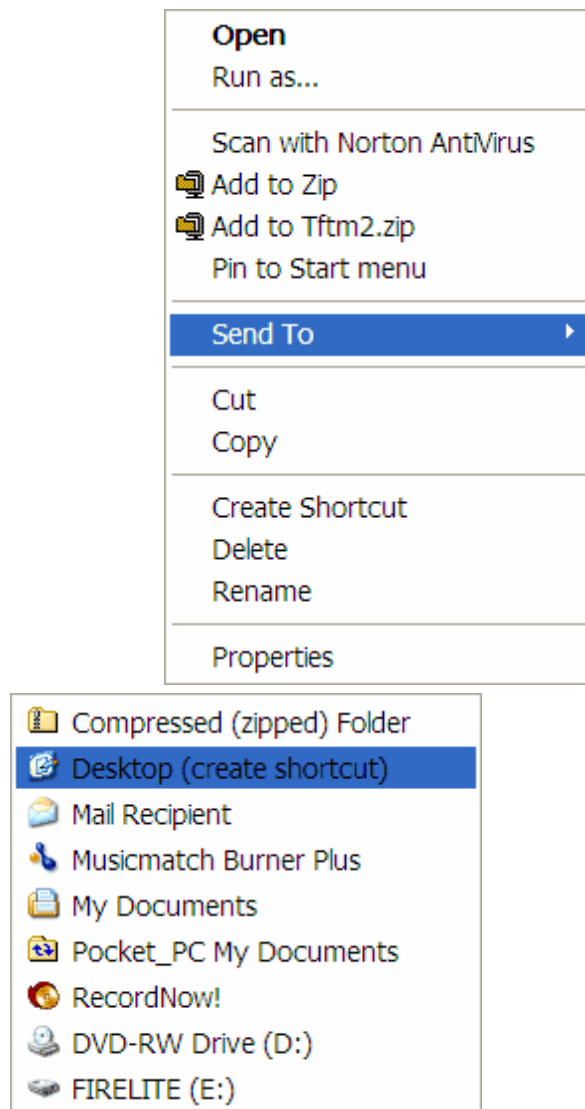 Open
Run as...
Scan with Norton AntiVirus
Add to Zip
Add to Tftm2.zip
Pin to Start menu
Send To
Cut
Copy
Create Shortcut
Delete
Rename
Properties
Compressed (zipped) Folder
Desktop (create shortcut)
Mail Recipient
Musicmatch Burner Plus
My Documents
Pocket_PC My Documents
RecordNow!
DVD-RW Drive (D:)
FIRELITE (E:)